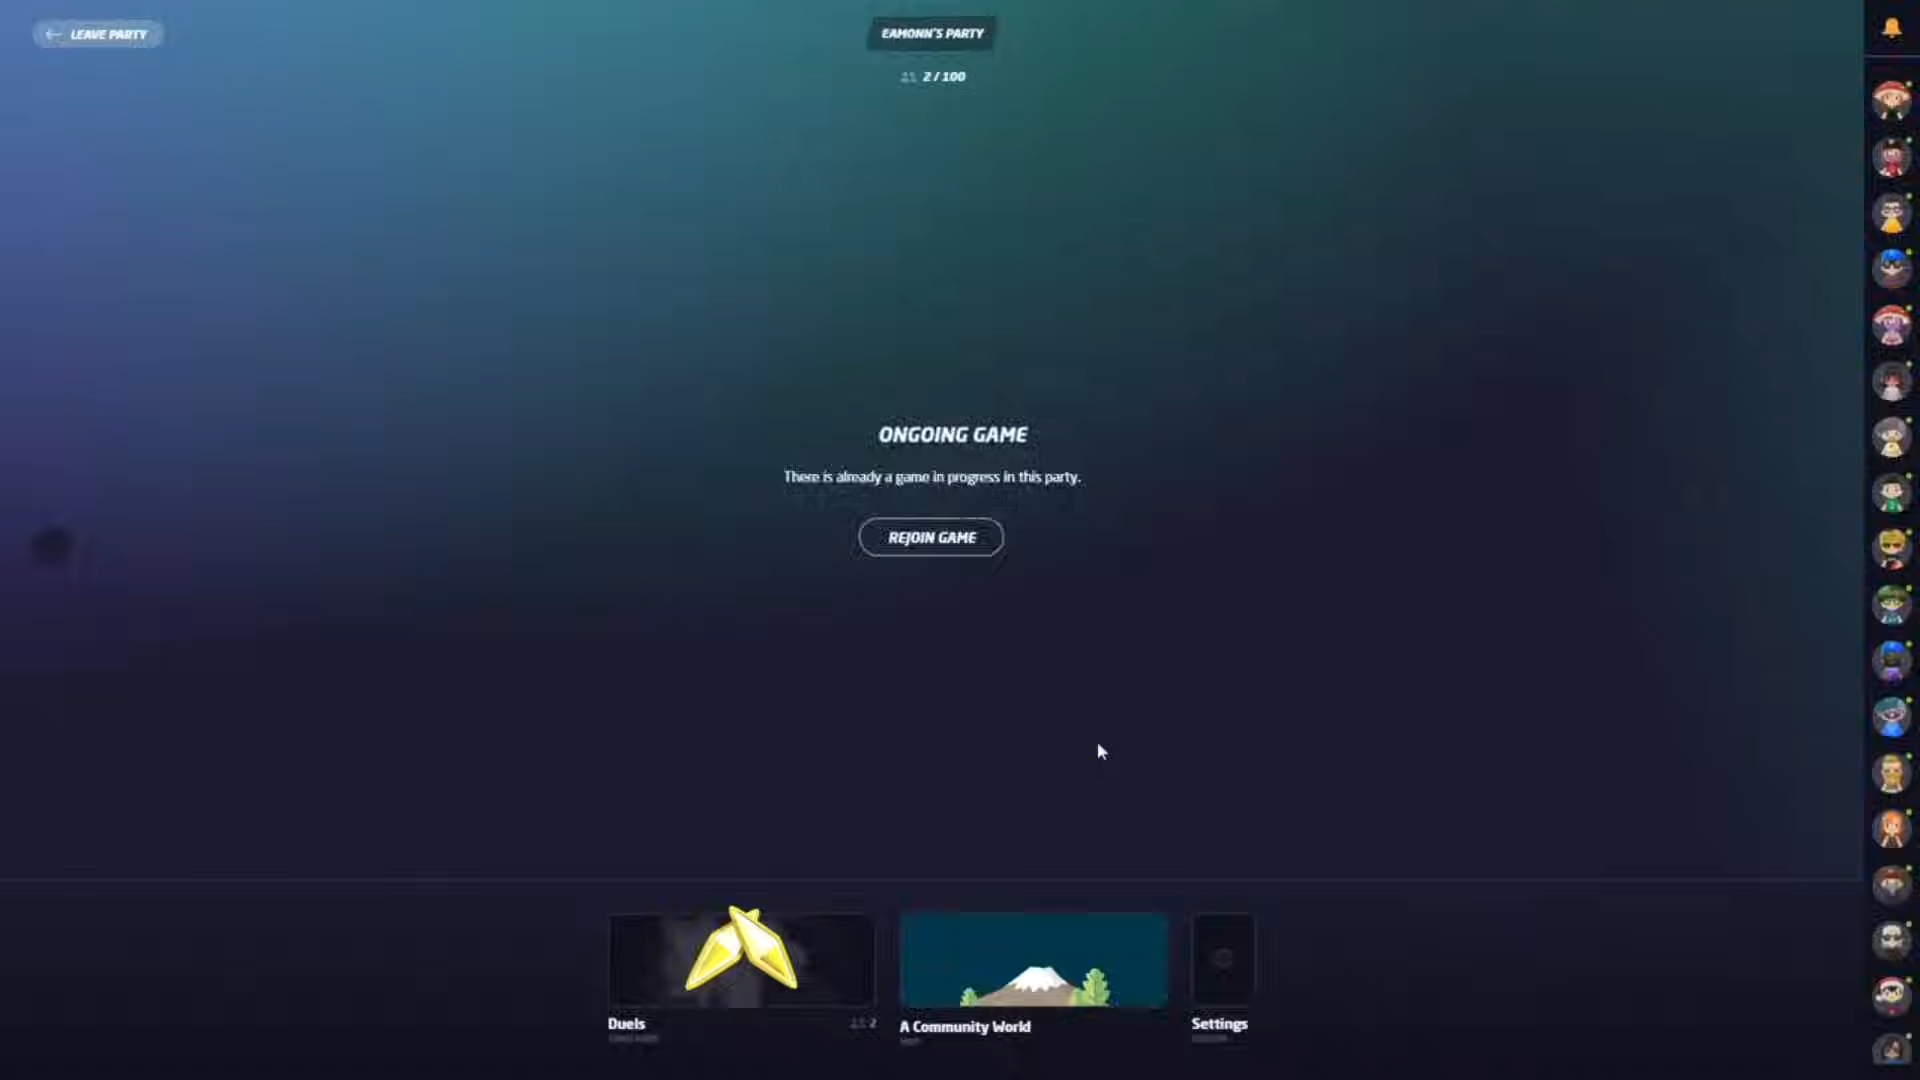 LEAVE PARTY
EAMONN'S PARTY
2 / 100
ONGOING GAME
There is already a game in progress in this party.
REJOIN GAME
Duels
2
A Community World
Settings